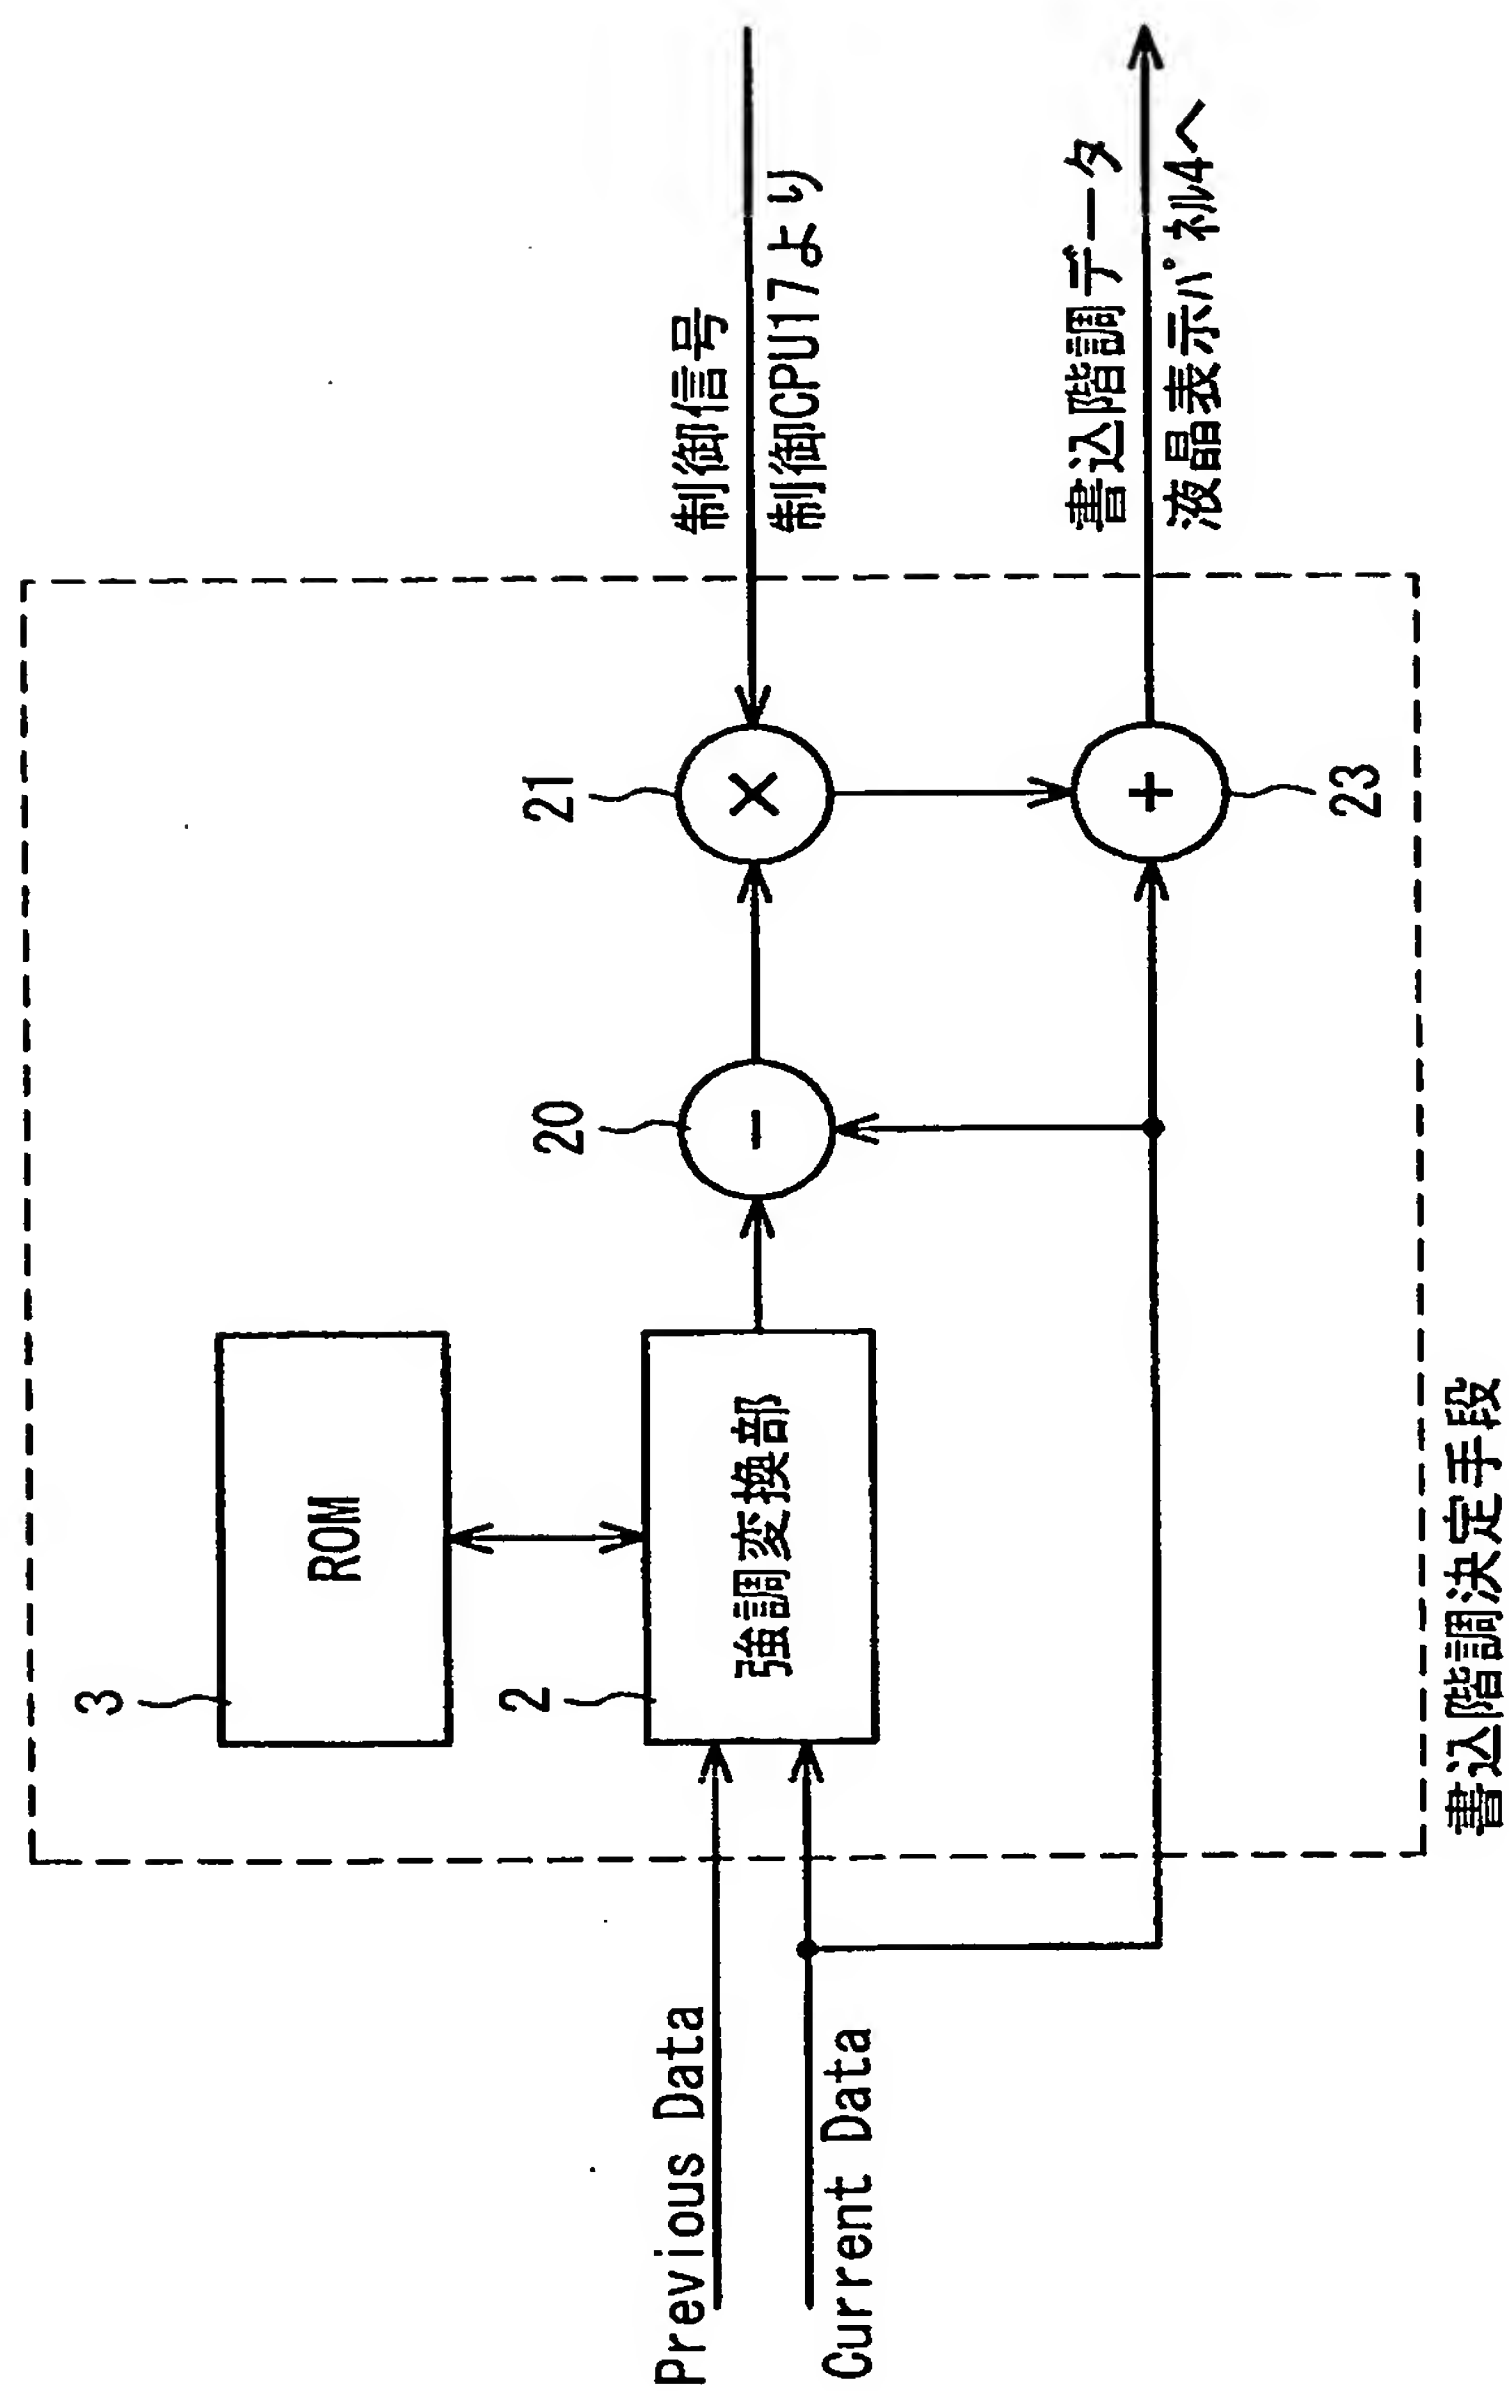 3
ROM
2
強調変換部
20
21
23
Previous Data
Current Data
制御信号
制御CPU17より
書込階調データ
液晶表示パネル4へ
書込階調決定手段
-
×
+